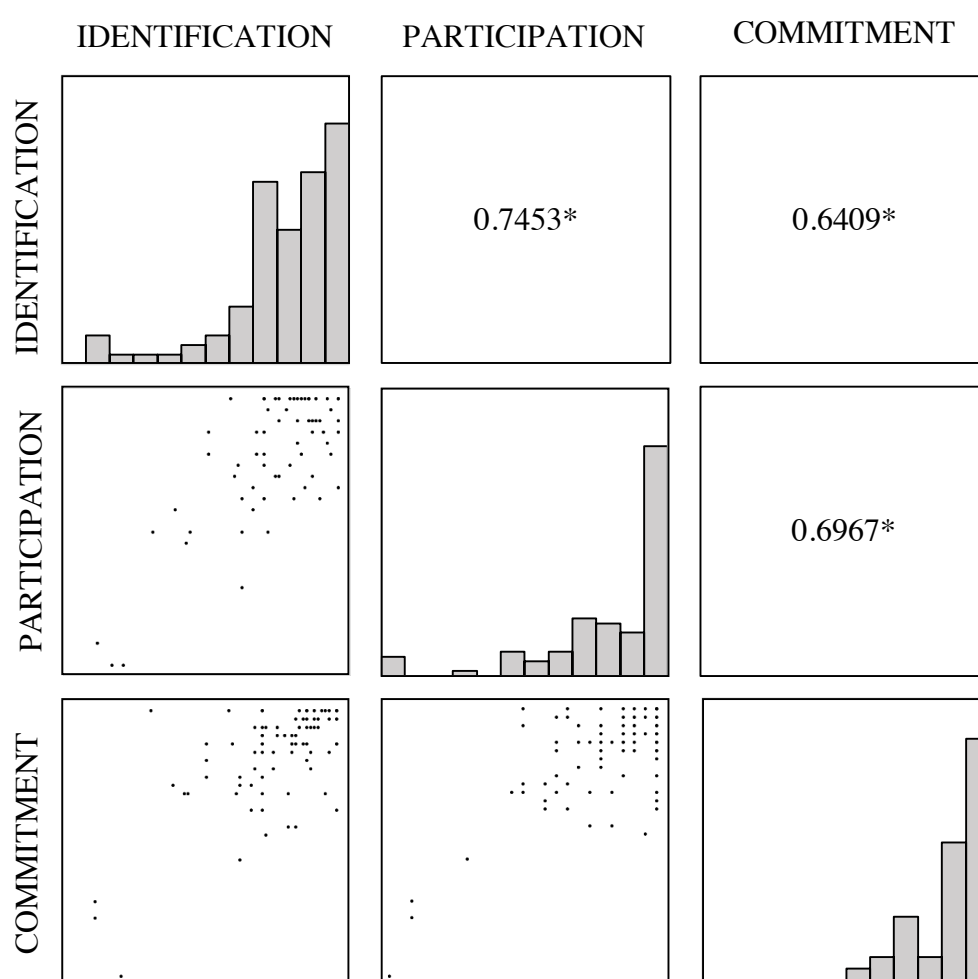 IDENTIFICATION
PARTICIPATION
COMMITMENT
IDENTIFICATION
0.7453*
0.6409*
PARTICIPATION
0.6967*
COMMITMENT